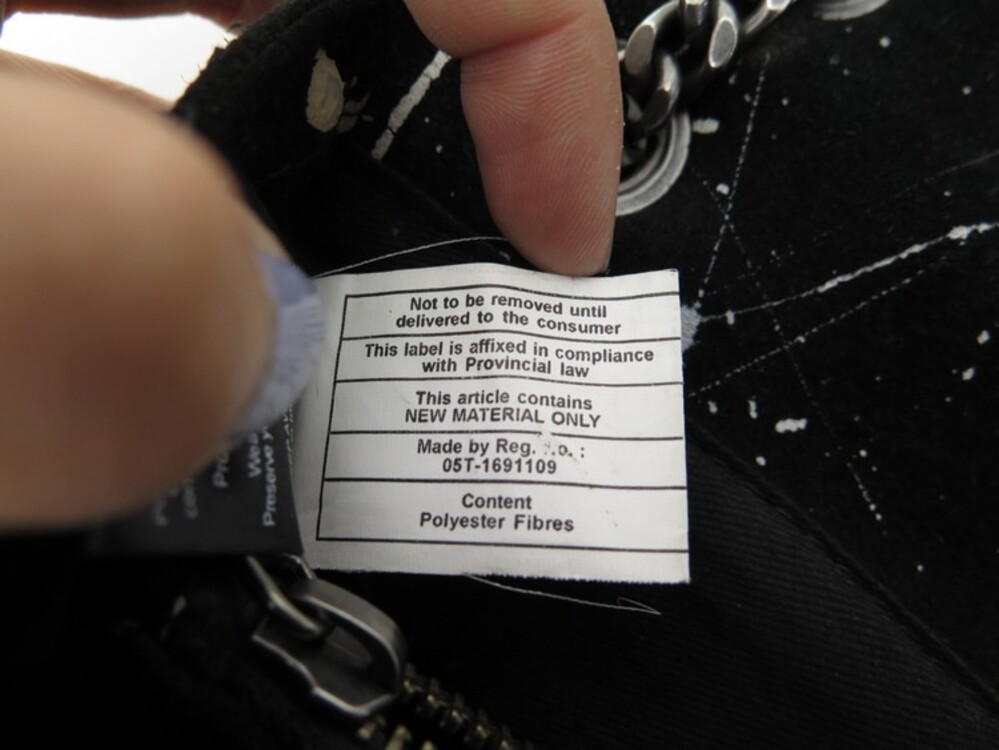 Not to be removed until
delivered to the consumer
This label is affixed in compliance
with Provincial law
This article contains
NEW MATERIAL ONLY
Made by Reg. :
05T-1691109
Content
Polyester Fibres